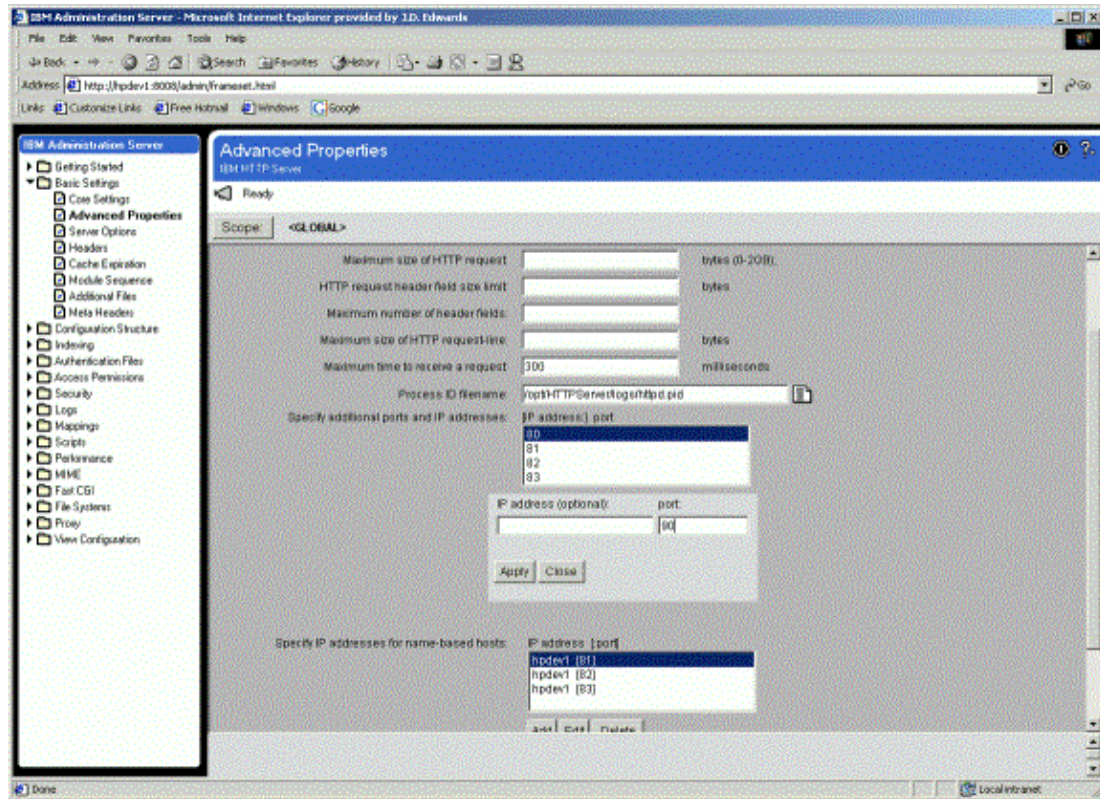 IBM Administration Server - Microsoft Internet Explorer provided by J.D. Edwards
File Edit View Favorites Tools Help
Back Search Favorites History
Address http://hpdev1:8008/admin/frameset.html Go
Links Customize Links Free Hotmail Windows Google
IBM Administration Server
Getting Started
Basic Settings
Core Settings
Advanced Properties
Server Options
Headers
Cache Expiration
Module Sequence
Additional Files
Meta Headers
Configuration Structure
Indexing
Authentication Files
Access Permissions
Security
Logs
Mappings
Scripts
Performance
MIME
Fast CGI
File Systems
Proxy
View Configuration
Advanced Properties
IBM HTTP Server
Ready
Scope: <GLOBAL>
Maximum size of HTTP request: bytes (0-2GB),
HTTP request header field size limit: bytes
Maximum number of header fields:
Maximum size of HTTP request-line: bytes
Maximum time to receive a request: 300 milliseconds
Process ID filename: /opt/HTTPServer/logs/httpd.pid
Specify additional ports and IP addresses: [IP address:] port
80
81
82
83
IP address (optional): port:
80
Apply Close
Specify IP addresses for name-based hosts: IP address [port]
hpdev1 [81]
hpdev1 [82]
hpdev1 [83]
Add Edit Delete
Done Local intranet